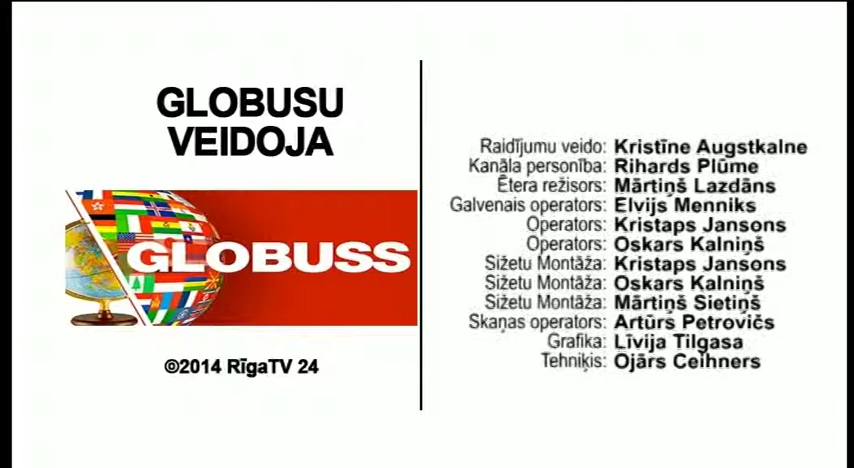 GLOBUSU
VEIDOJA
GLOBUSS
©2014 RīgaTV 24
Raidījumu veido: Kristīne Augstkalne
Kanāla personība: Rihards Plūme
Ētera režisors: Mārtiņš Lazdāns
Galvenais operators: Elvijs Menniks
Operators: Kristaps Jansons
Operators: Oskars Kalniņš
Sižetu Montāža: Kristaps Jansons
Sižetu Montāža: Oskars Kalniņš
Sižetu Montāža: Mārtiņš Sietiņš
Skaņas operators: Artūrs Petrovičs
Grafika: Līvija Tilgasa
Tehniķis: Ojārs Ceihners